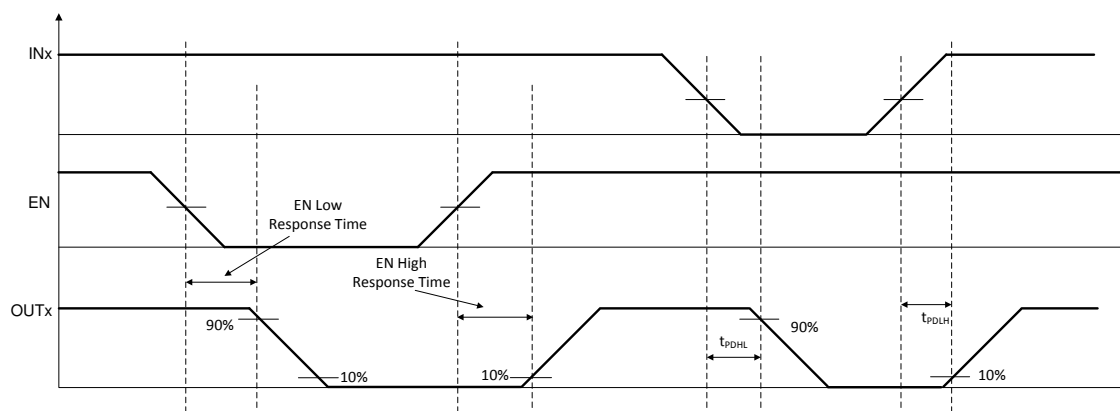 INx
EN
EN Low
Response Time
EN High
Response Time
OUTx
90%
10%
10%
tPDHL
90%
tPDLH
10%